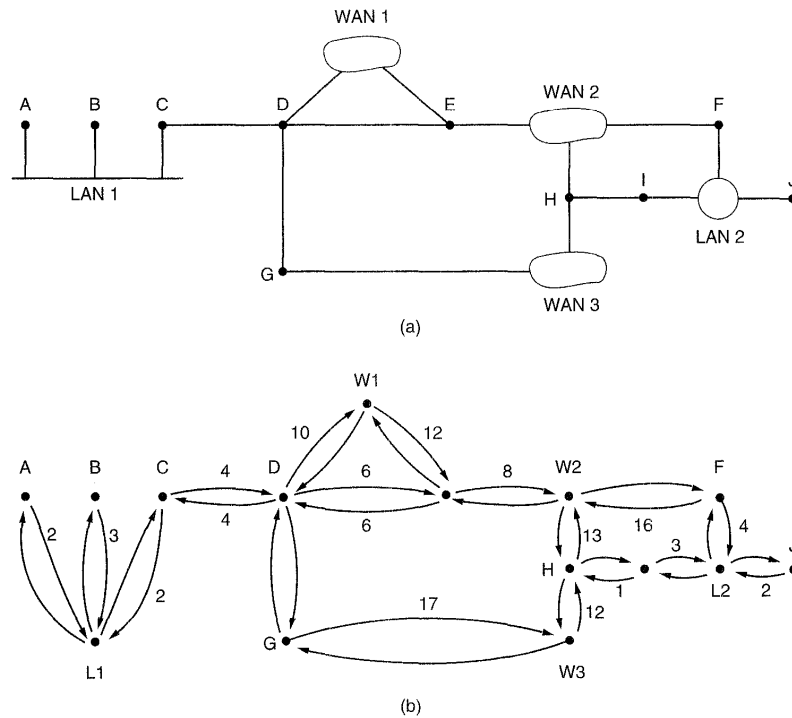 WAN 1
A B C D E WAN 2 F
LAN 1 H I J
LAN 2
G
WAN 3
(a)
W1
10 12
A B C 4 D 6 8 W2 F
2 3 4 6 16
13 4
2 H 3
1 L2 2 J
17 12
L1 G W3
(b)